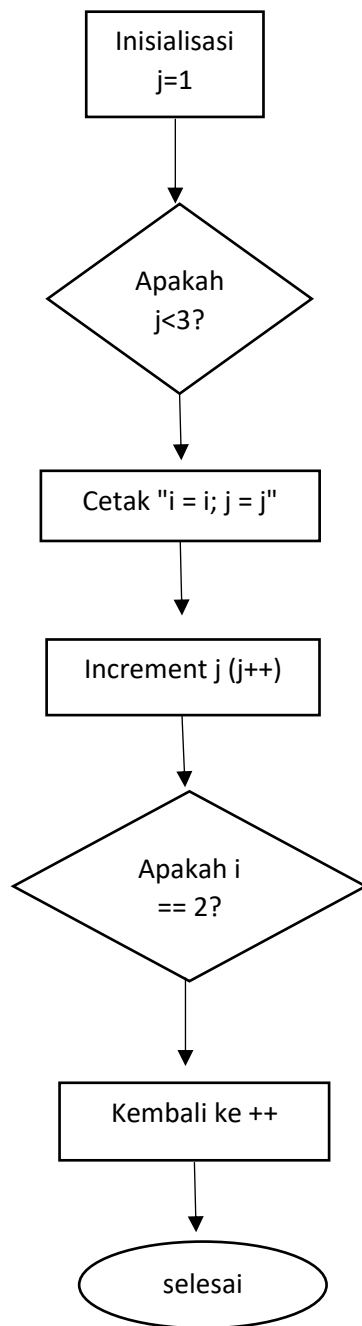 Inisialisasi
j=1
Apakah
j<3?
Cetak "i = i; j = j"
Increment j (j++)
Apakah i
== 2?
Kembali ke ++
selesai